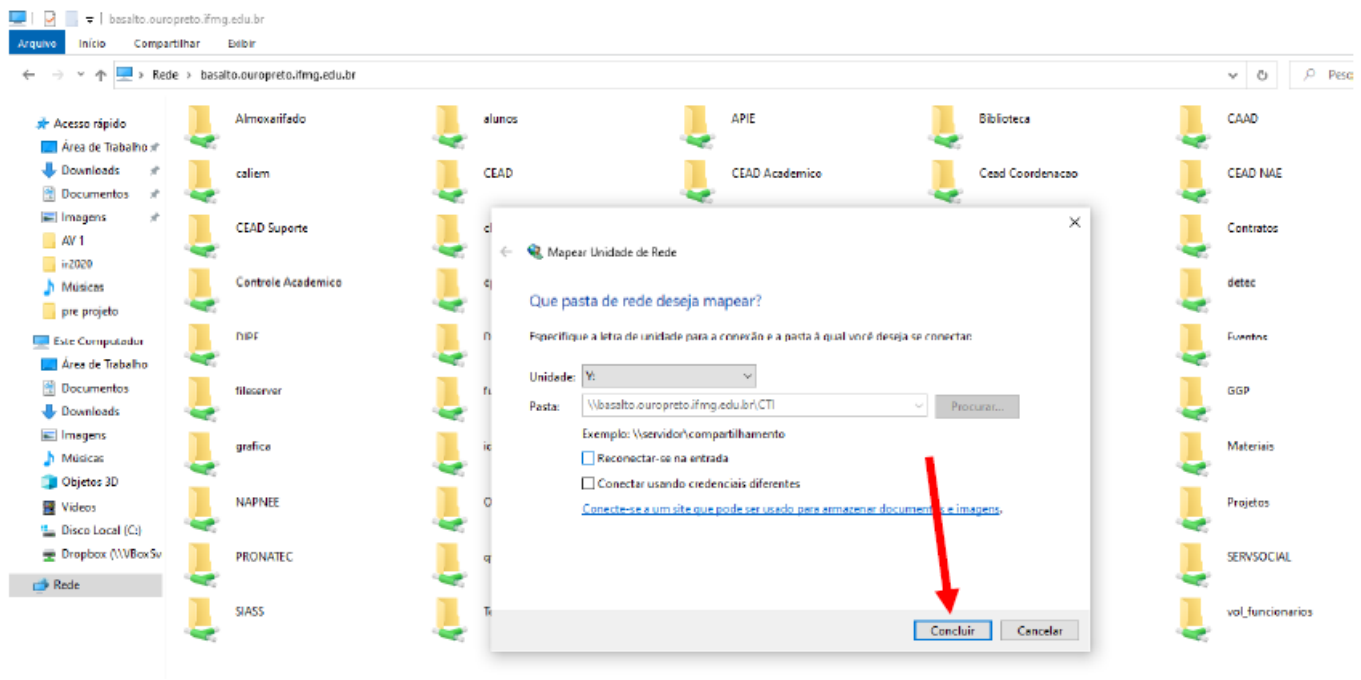 basalto.ouropreto.ifmg.edu.br
Arquivo Início Compartilhar Exibir
Rede > basalto.ouropreto.ifmg.edu.br
Acesso rápido
Área de Trabalho
Downloads
Documentos
Imagens
AV 1
ir2020
Músicas
pre projeto
Este Computador
Área de Trabalho
Documentos
Downloads
Imagens
Músicas
Objetos 3D
Vídeos
Disco Local (C:)
Dropbox (\\VBoxSv
Rede
Almoxarifado alunos APIE Biblioteca CAAD
caliem CEAD CEAD Academico Cead Coordenacao CEAD NAE
CEAD Suporte Contratos
Controle Academico detec
DIPE Eventos
fileserver GGP
grafica Materiais
NAPNEE Projetos
PRONATEC SERVSOCIAL
SIASS vol_funcionarios
Mapear Unidade de Rede
Que pasta de rede deseja mapear?
Especifique a letra de unidade para a conexão e a pasta à qual você deseja se conectar:
Unidade: Y:
Pasta: \\basalto.ouropreto.ifmg.edu.br\CTI Procurar...
Exemplo: \\servidor\compartilhamento
Reconectar-se na entrada
Conectar usando credenciais diferentes
Conecte-se a um site que pode ser usado para armazenar documentos e imagens.
Concluir Cancelar